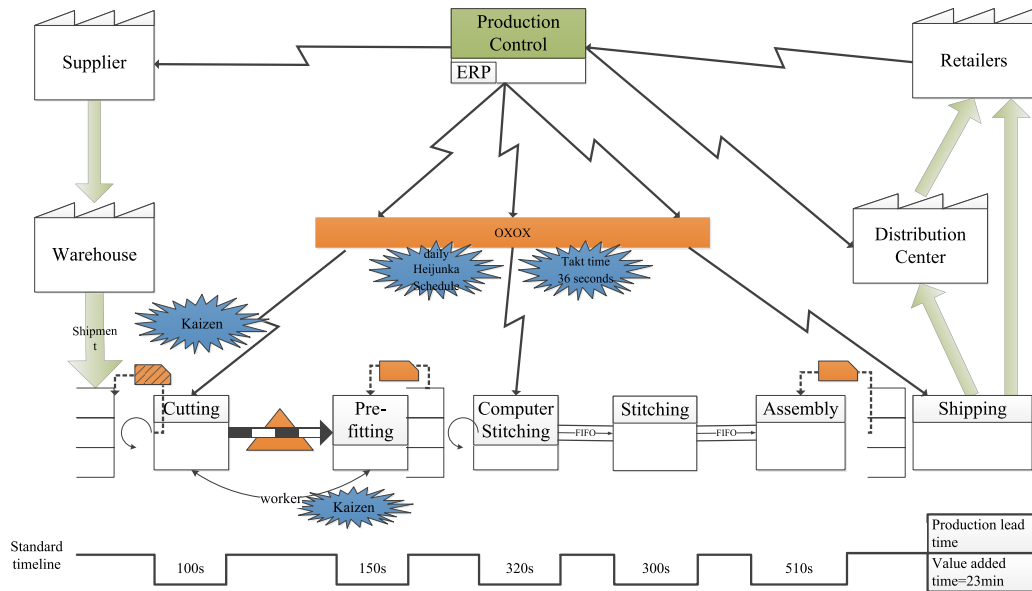 Production
Control
ERP
Supplier
Retailers
Warehouse
Distribution
Center
OXOX
daily
Heijunka
Schedule
Takt time
36 seconds
Kaizen
Shipmen
t
Cutting
Pre-
fitting
Computer
Stitching
FIFO
Stitching
FIFO
Assembly
Shipping
worker
Kaizen
Standard
timeline
100s
150s
320s
300s
510s
Production lead
time
Value added
time=23min